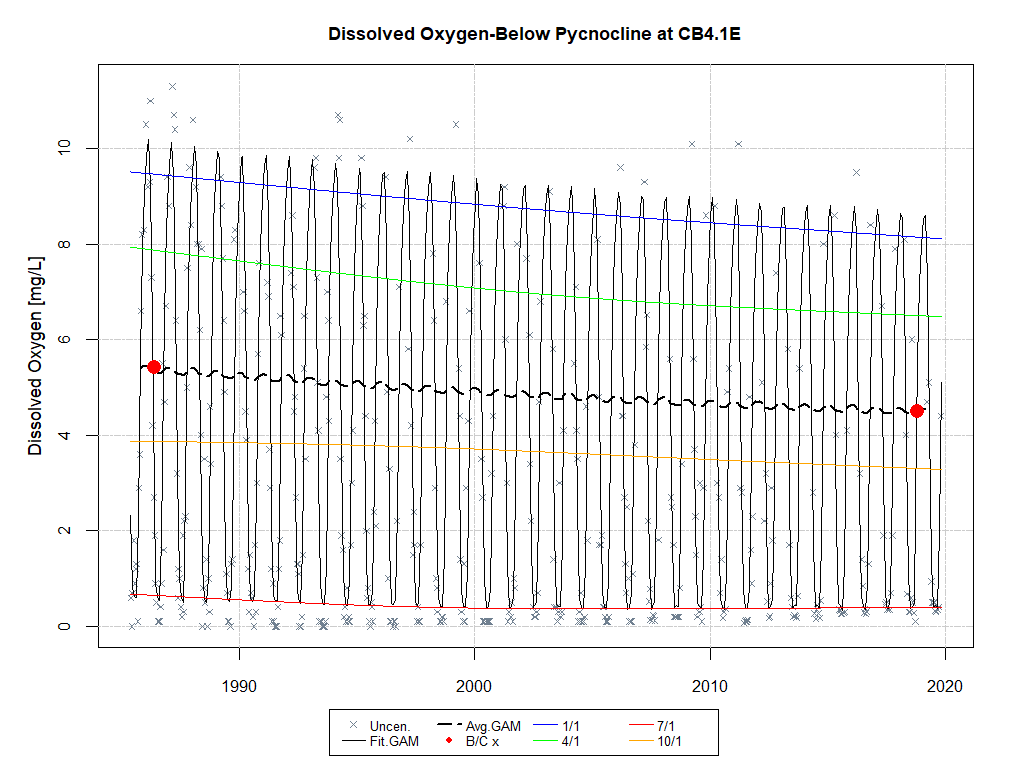 Dissolved Oxygen-Below Pycnocline at CB4.1E
Dissolved Oxygen [mg/L]
10
8
6
4
2
0
1990 2000 2010 2020
Uncen. Avg.GAM 1/1 7/1
Fit.GAM B/C x 4/1 10/1